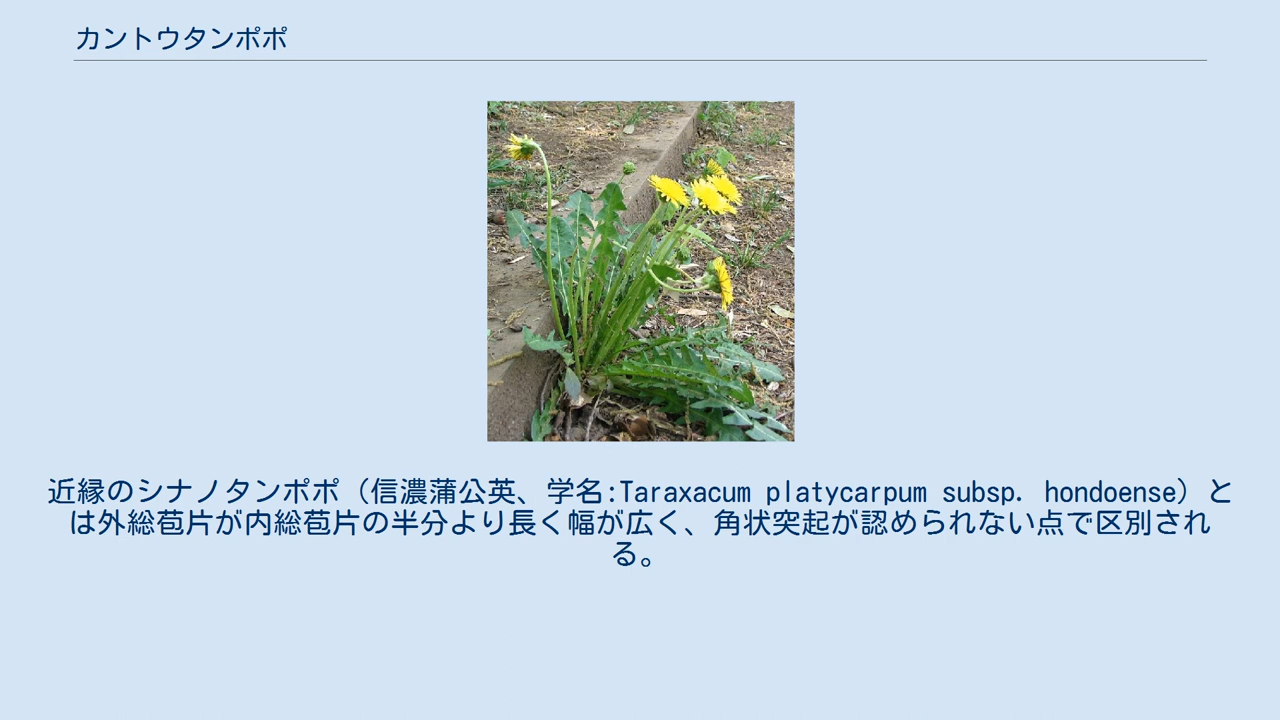 カントウタンポポ
近縁のシナノタンポポ（信濃蒲公英、学名:Taraxacum platycarpum subsp. hondoense）と
は外総苞片が内総苞片の半分より長く幅が広く、角状突起が認められない点で区別され
る。